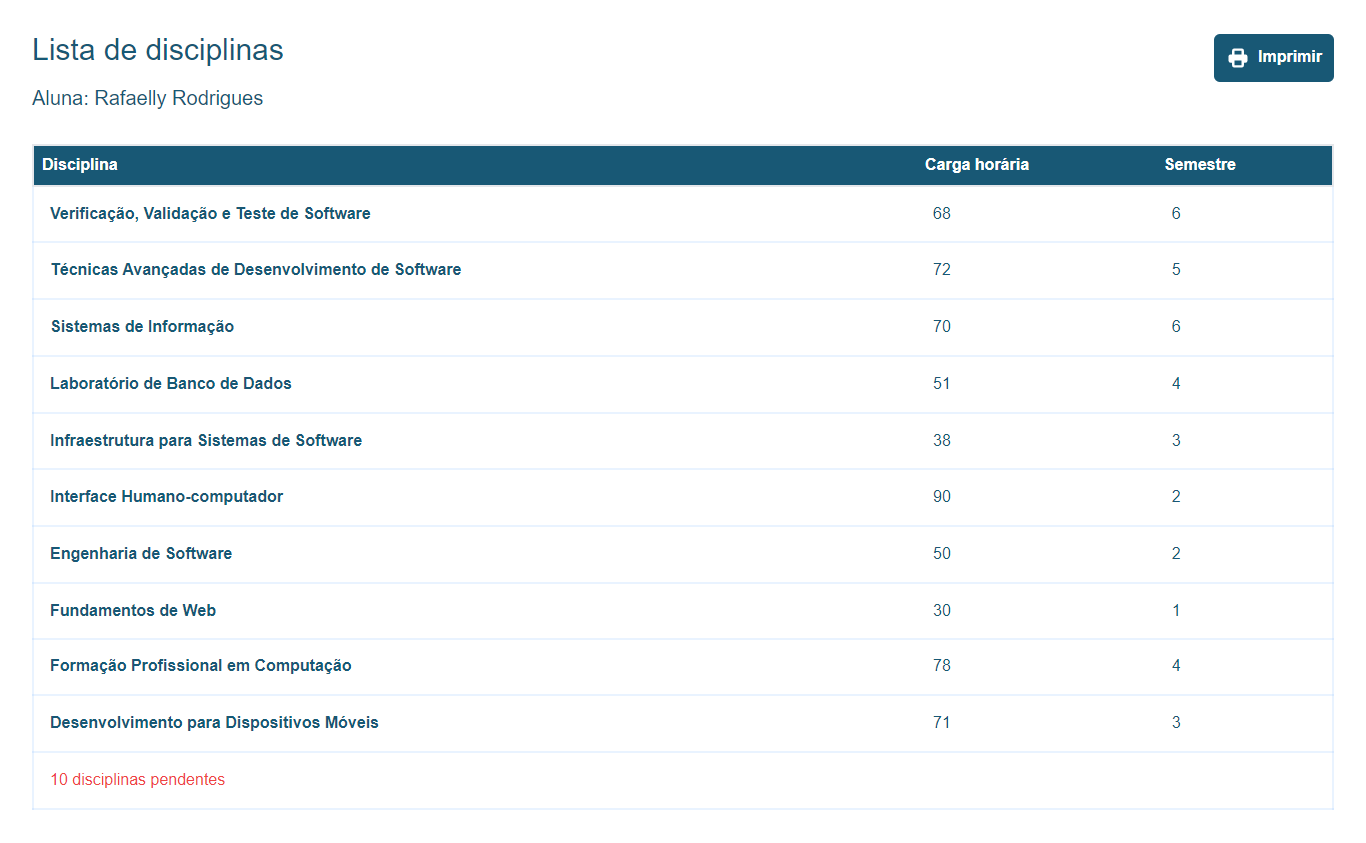 Lista de disciplinas
Imprimir
Aluna: Rafaelly Rodrigues
Disciplina Carga horária Semestre
Verificação, Validação e Teste de Software 68 6
Técnicas Avançadas de Desenvolvimento de Software 72 5
Sistemas de Informação 70 6
Laboratório de Banco de Dados 51 4
Infraestrutura para Sistemas de Software 38 3
Interface Humano-computador 90 2
Engenharia de Software 50 2
Fundamentos de Web 30 1
Formação Profissional em Computação 78 4
Desenvolvimento para Dispositivos Móveis 71 3
10 disciplinas pendentes